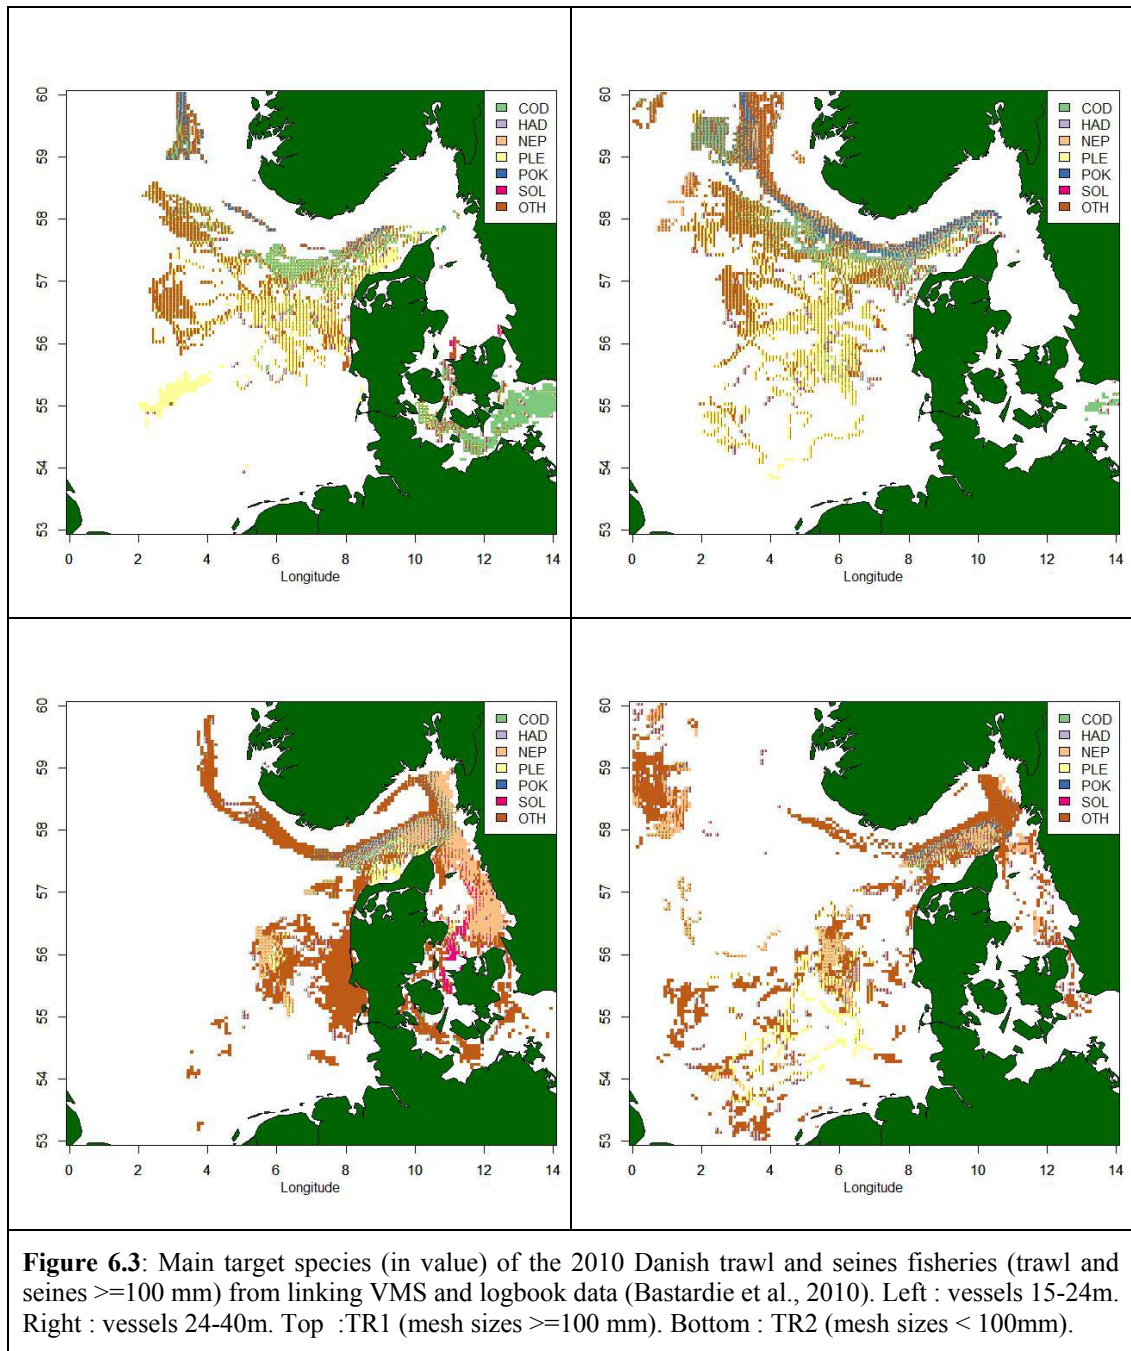 60
59
58
57
56
55
54
53
0 2 4 6 8 10 12 14
Longitude
COD
HAD
NEP
PLE
POK
SOL
OTH
60
59
58
57
56
55
54
53
0 2 4 6 8 10 12 14
Longitude
COD
HAD
NEP
PLE
POK
SOL
OTH
60
59
58
57
56
55
54
53
0 2 4 6 8 10 12 14
Longitude
COD
HAD
NEP
PLE
POK
SOL
OTH
60
59
58
57
56
55
54
53
0 2 4 6 8 10 12 14
Longitude
COD
HAD
NEP
PLE
POK
SOL
OTH
Figure 6.3: Main target species (in value) of the 2010 Danish trawl and seines fisheries (trawl and
seines >=100 mm) from linking VMS and logbook data (Bastardie et al., 2010). Left : vessels 15-24m.
Right : vessels 24-40m. Top :TR1 (mesh sizes >=100 mm). Bottom : TR2 (mesh sizes < 100mm).